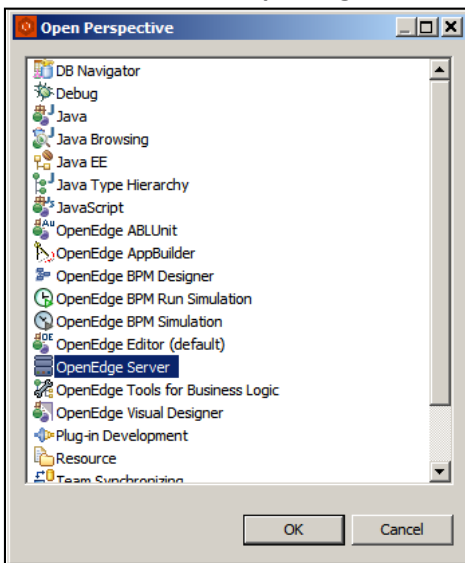 Open Perspective
DB Navigator
Debug
Java
Java Browsing
Java EE
Java Type Hierarchy
JavaScript
OpenEdge ABLUnit
OpenEdge AppBuilder
OpenEdge BPM Designer
OpenEdge BPM Run Simulation
OpenEdge BPM Simulation
OpenEdge Editor (default)
OpenEdge Server
OpenEdge Tools for Business Logic
OpenEdge Visual Designer
Plug-in Development
Resource
Team Synchronizing
OK
Cancel